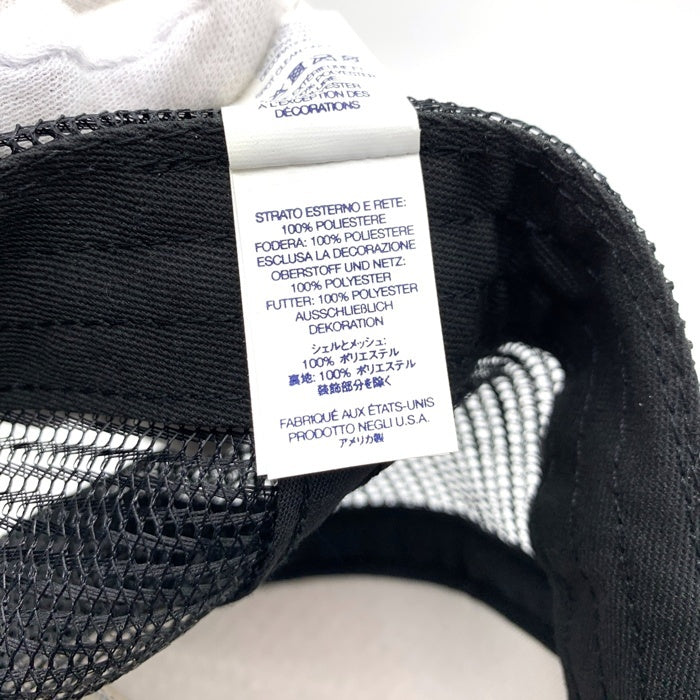 POLYESTER
À L'EXCEPTION DES
DÉCORATIONS
STRATO ESTERNO E RETE:
100% POLIESTERE
FODERA: 100% POLIESTERE
ESCLUSA LA DECORAZIONE
OBERSTOFF UND NETZ:
100% POLYESTER
FUTTER: 100% POLYESTER
AUSSCHLIEßLICH
DEKORATION
シェルとメッシュ:
100% ポリエステル
裏地: 100% ポリエステル
装飾部分を除く
FABRIQUÉ AUX ÉTATS-UNIS
PRODOTTO NEGLI U.S.A.
アメリカ製